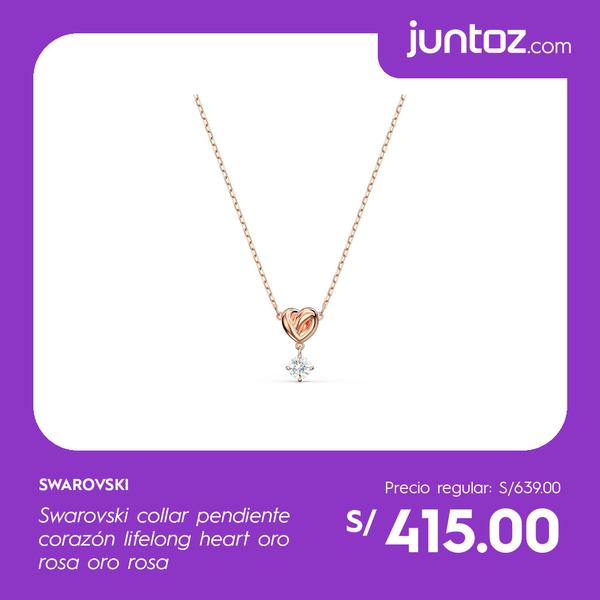 juntoz.com
SWAROVSKI
Swarovski collar pendiente
corazón lifelong heart oro
rosa oro rosa
Precio regular: S/639.00
S/ 415.00